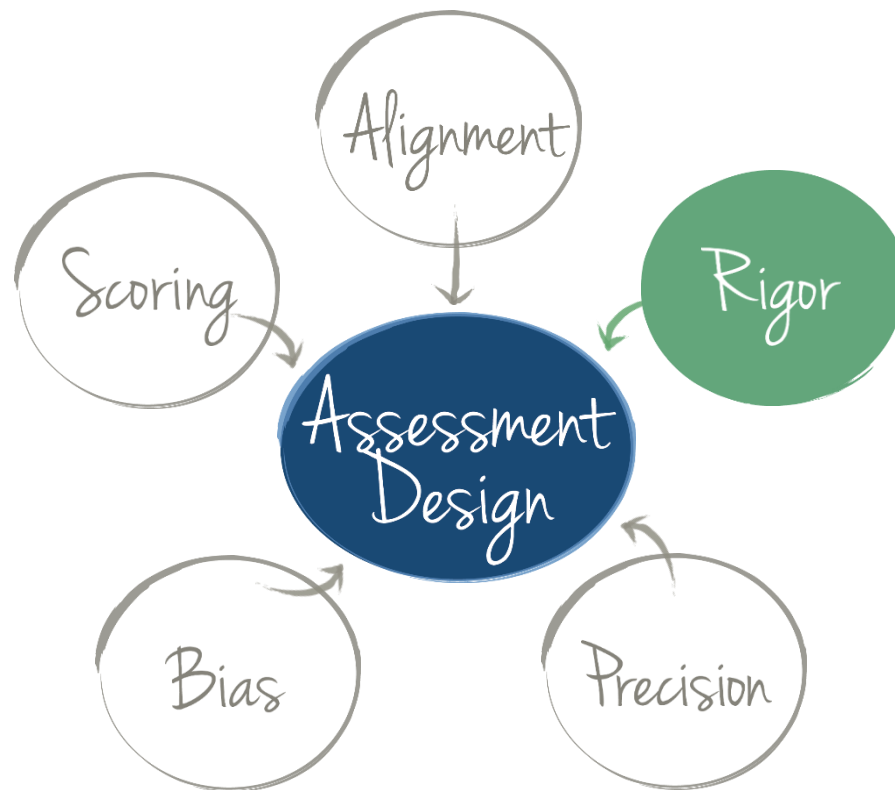 Alignment
Scoring
Rigor
Assessment
Design
Bias
Precision